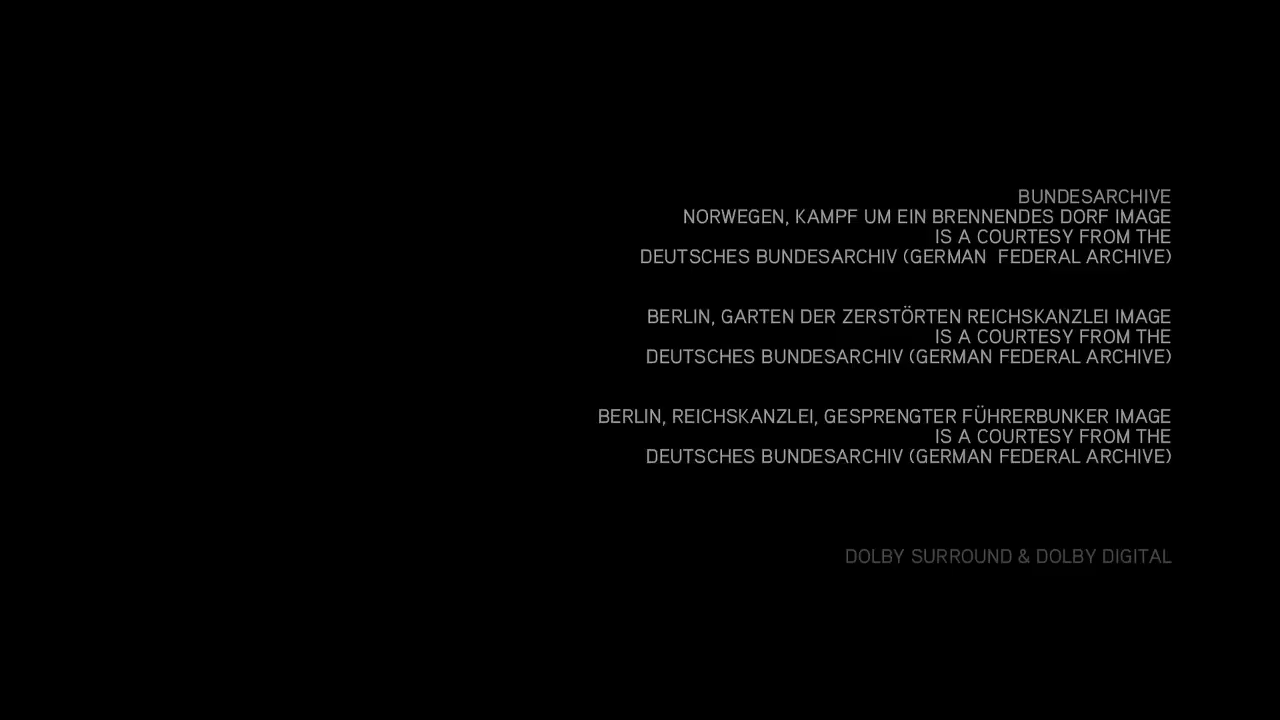 BUNDESARCHIVE
NORWEGEN, KAMPF UM EIN BRENNENDES DORF IMAGE
IS A COURTESY FROM THE
DEUTSCHES BUNDESARCHIV (GERMAN  FEDERAL ARCHIVE)
BERLIN, GARTEN DER ZERSTÖRTEN REICHSKANZLEI IMAGE
IS A COURTESY FROM THE
DEUTSCHES BUNDESARCHIV (GERMAN FEDERAL ARCHIVE)
BERLIN, REICHSKANZLEI, GESPRENGTER FÜHRERBUNKER IMAGE
IS A COURTESY FROM THE
DEUTSCHES BUNDESARCHIV (GERMAN FEDERAL ARCHIVE)
DOLBY SURROUND & DOLBY DIGITAL